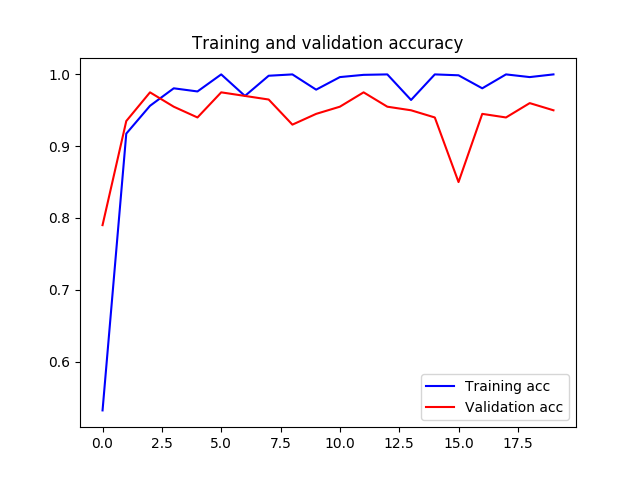 Training and validation accuracy
1.0
0.9
0.8
0.7
0.6
0.0 2.5 5.0 7.5 10.0 12.5 15.0 17.5
Training acc
Validation acc